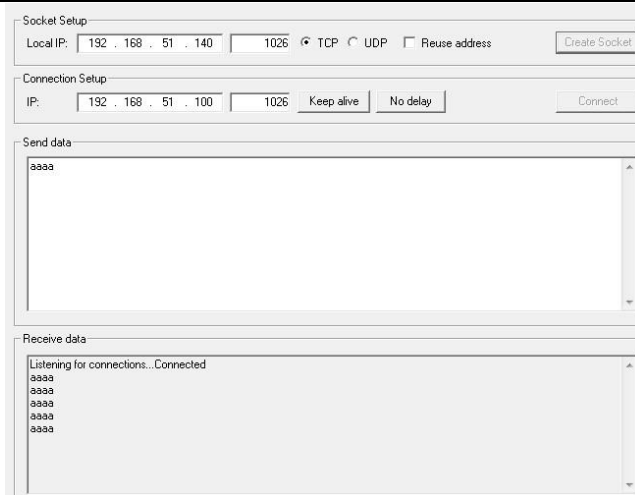 Socket Setup
Local IP: 192 . 168 . 51 . 140 1026 TCP UDP Reuse address Create Socket
Connection Setup
IP: 192 . 168 . 51 . 100 1026 Keep alive No delay Connect
Send data
aaaa
Receive data
Listening for connections...Connected
aaaa
aaaa
aaaa
aaaa
aaaa